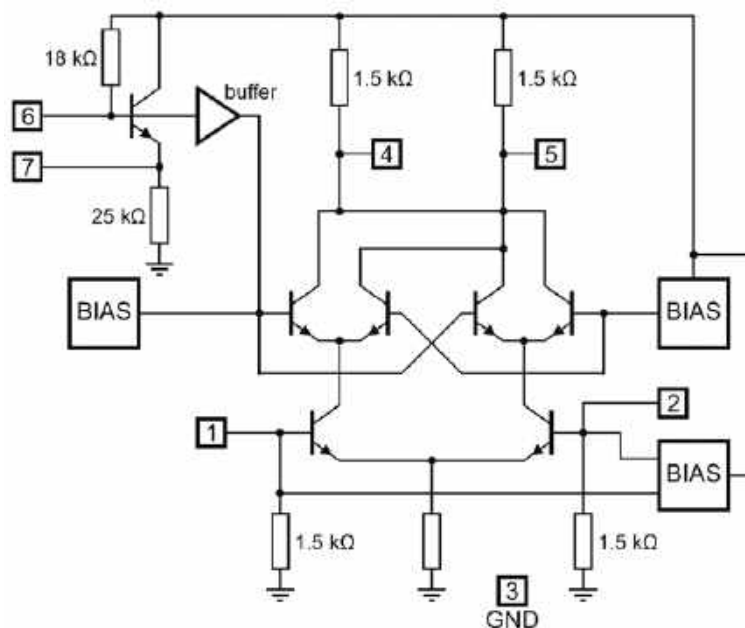 18 kΩ
1.5 kΩ
1.5 kΩ
buffer
6
4
5
7
25 kΩ
BIAS
BIAS
1
2
BIAS
1.5 kΩ
1.5 kΩ
3
GND